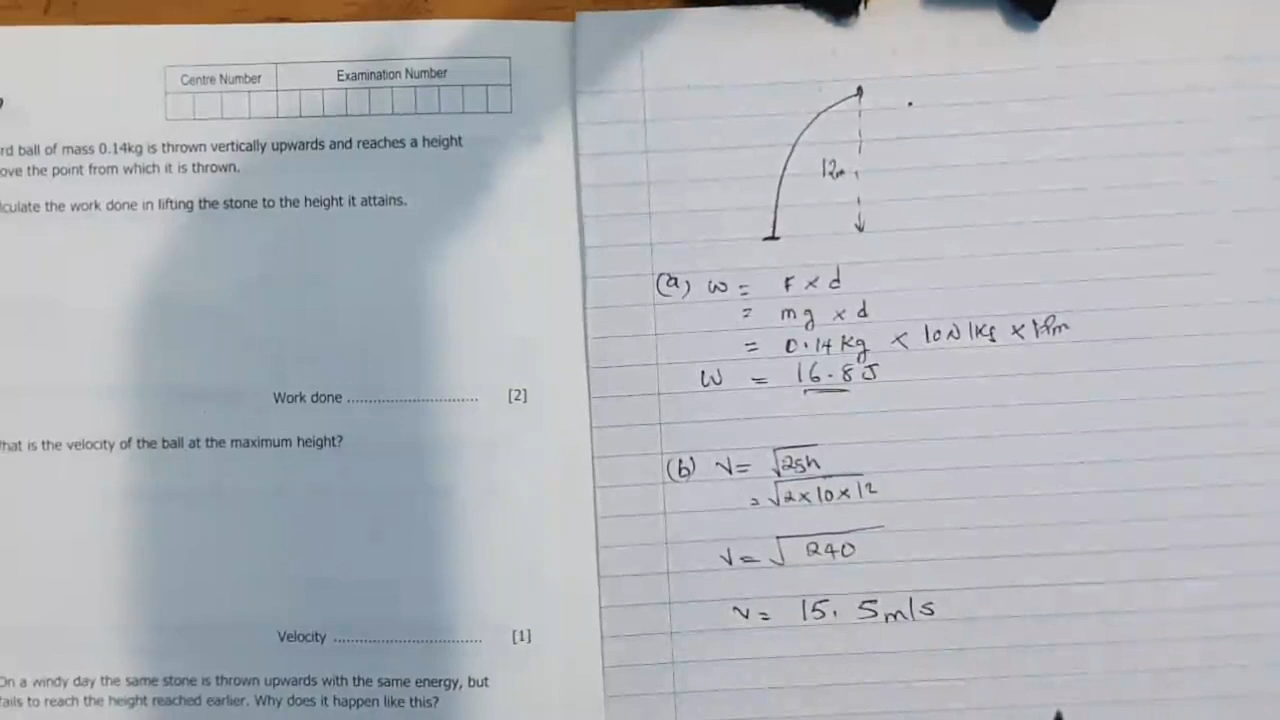 Centre Number Examination Number
rd ball of mass 0.14kg is thrown vertically upwards and reaches a height
ove the point from which it is thrown.
lculate the work done in lifting the stone to the height it attains.
Work done ............................. [2]
hat is the velocity of the ball at the maximum height?
Velocity ................................. [1]
On a windy day the same stone is thrown upwards with the same energy, but
ails to reach the height reached earlier. Why does it happen like this?
12m
(a) W = F × d
= mg × d
= 0.14 kg × 10N/kg × 12m
W = 16.8J
(b) V = √2gh
= √2×10×12
V = √240
V = 15.5m/s